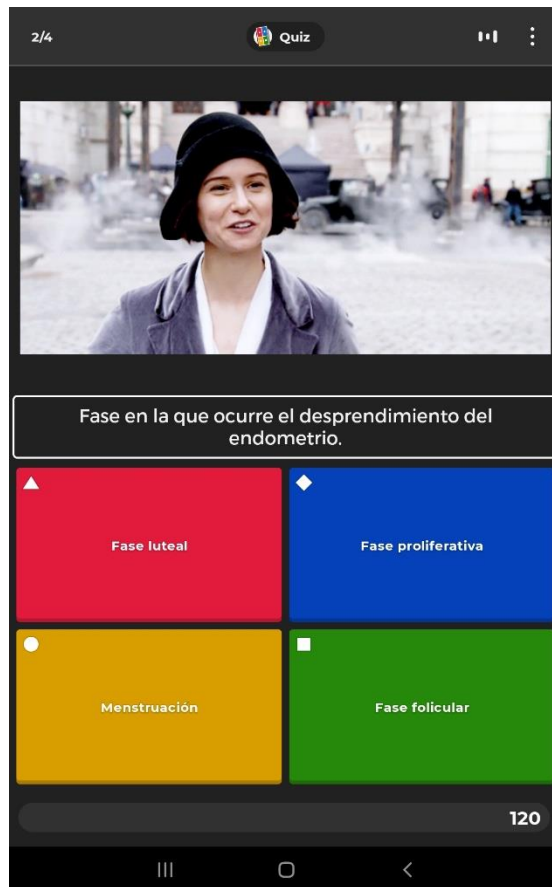 2/4
Quiz
Fase en la que ocurre el desprendimiento del
endometrio.
Fase luteal
Fase proliferativa
Menstruación
Fase folicular
120